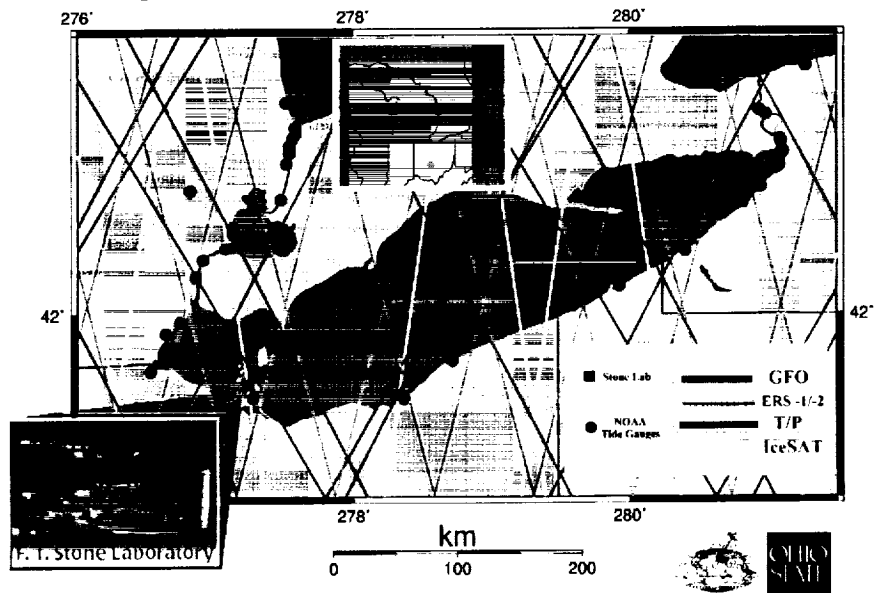 276°
278°
280°
42°
42°
Stone Lab
GFO
ERS -1/-2
NOAA
Tide Gauges
T/P
IceSAT
278°
280°
F. T. Stone Laboratory
km
0 100 200
OHIO
STATE